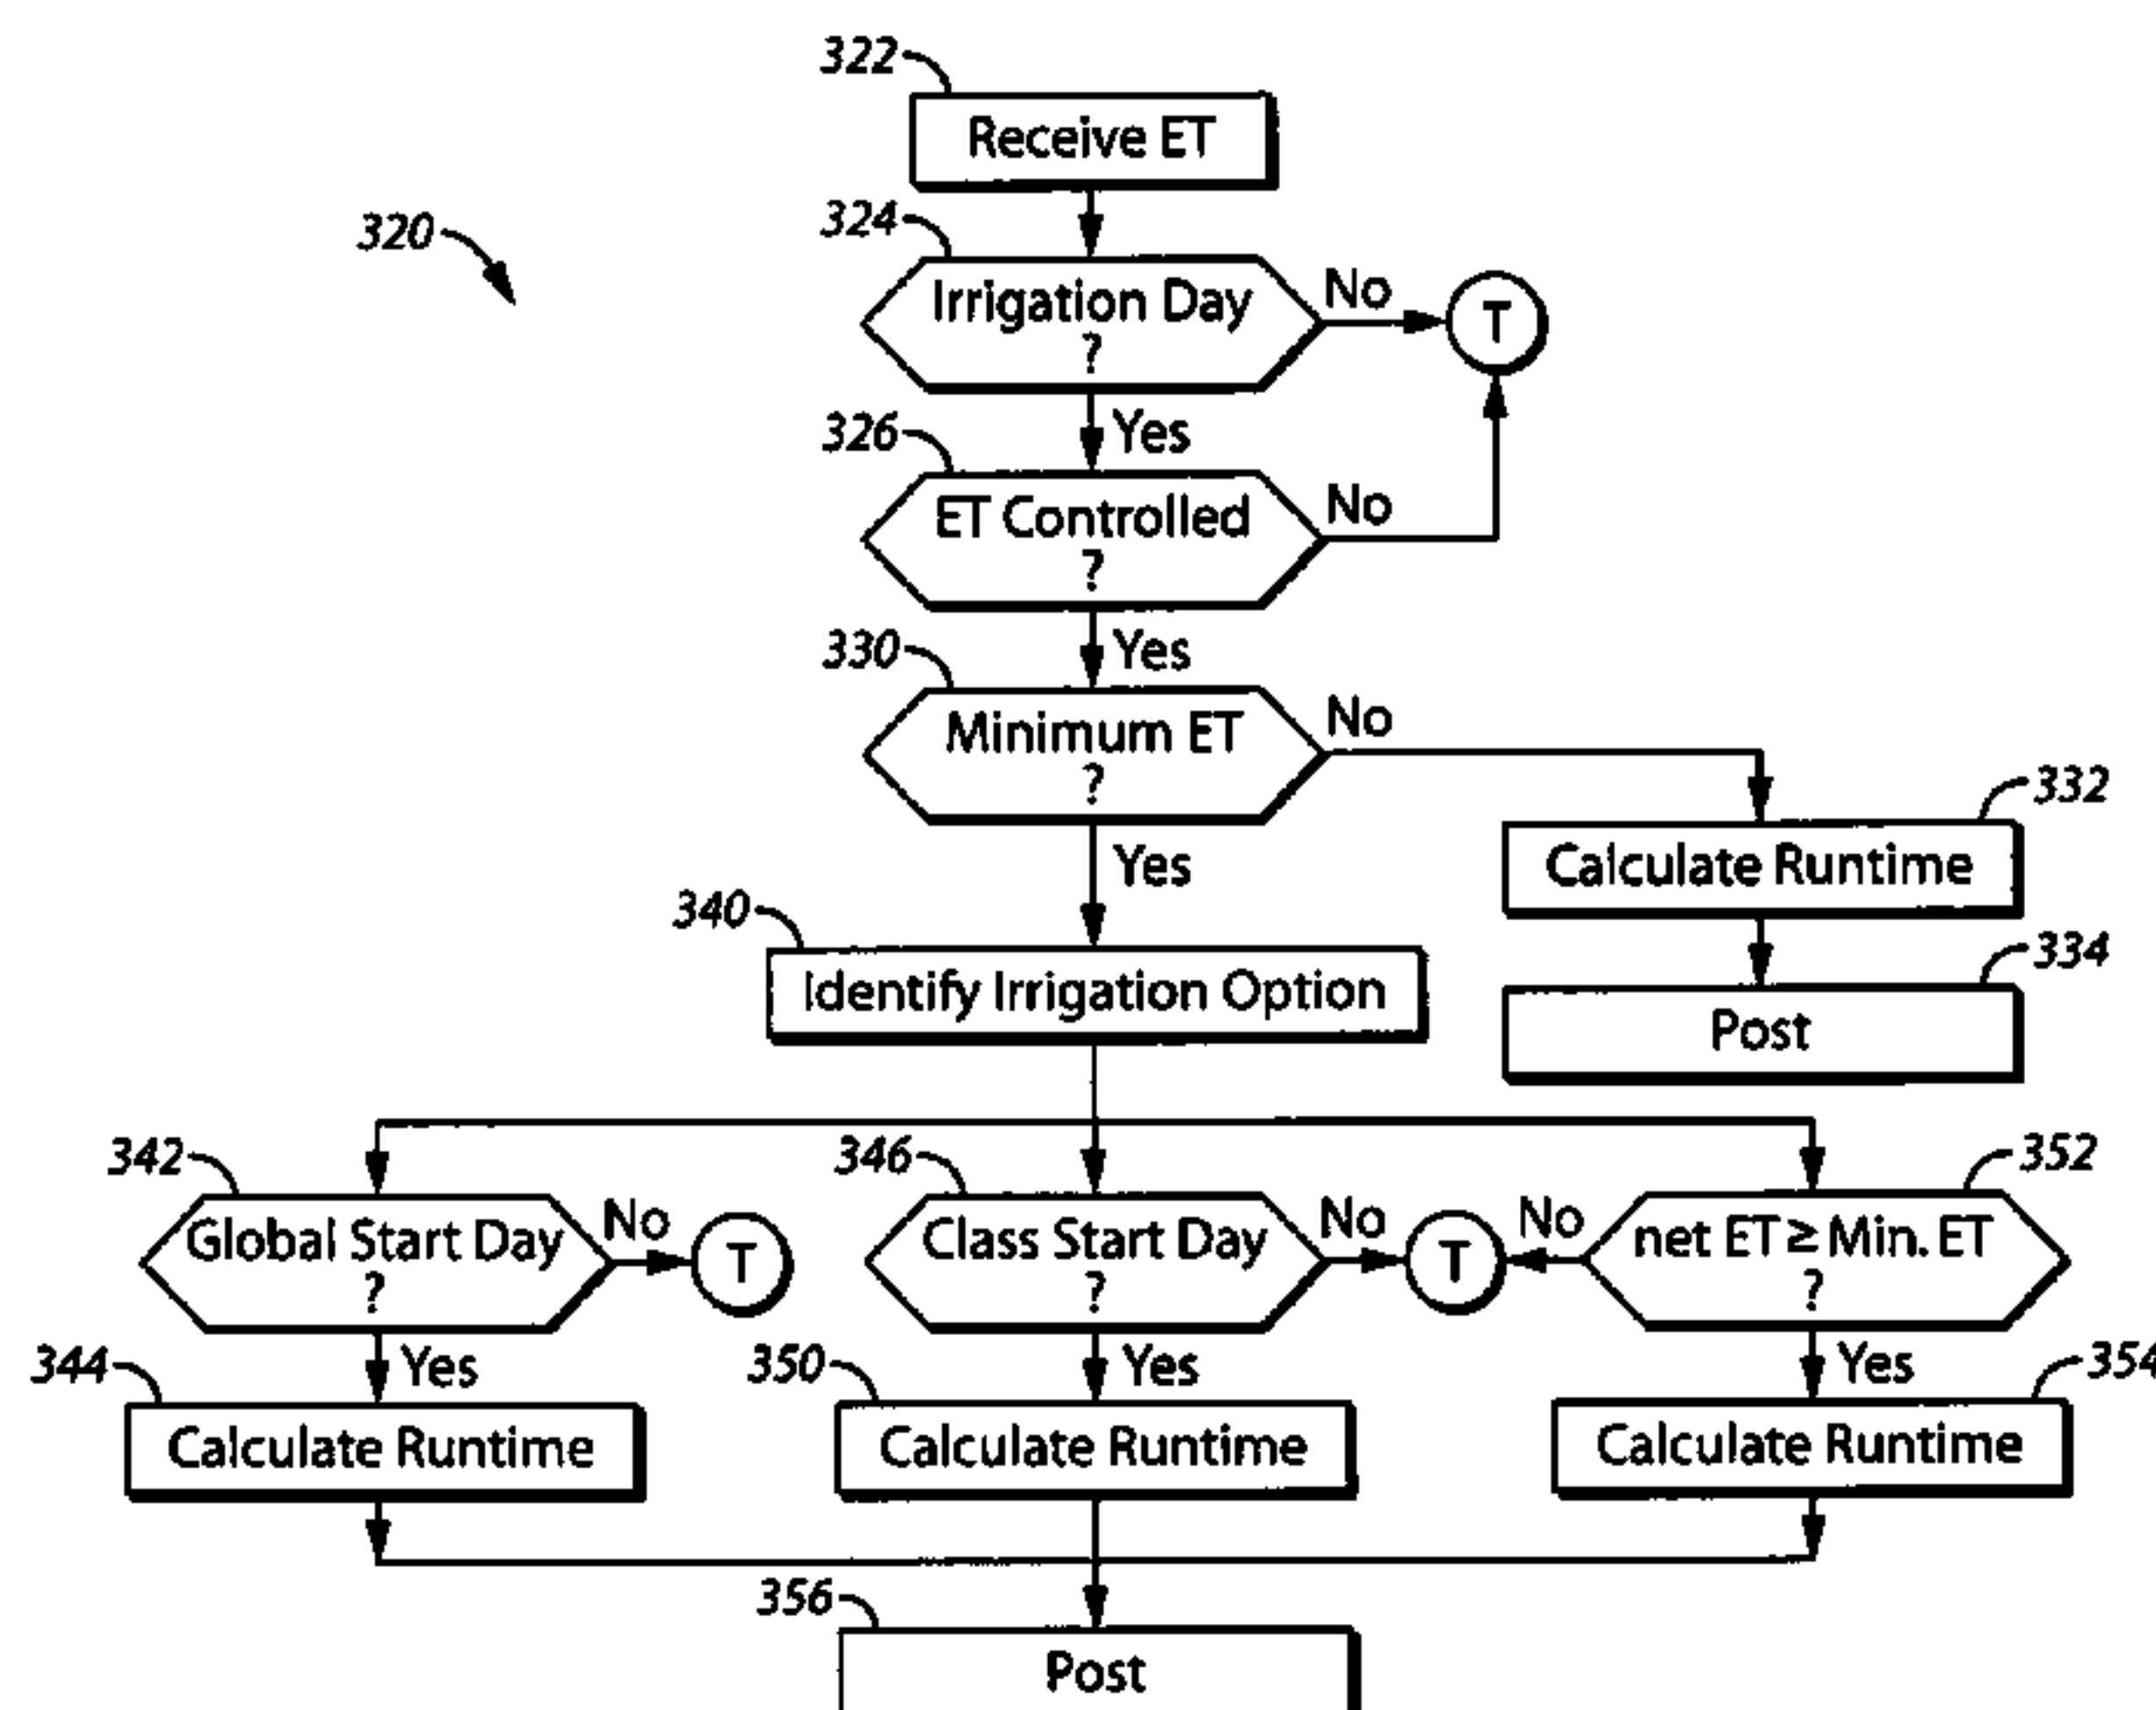 322
Receive ET
320
324
Irrigation Day
?
No
T
Yes
326
ET Controlled
?
No
Yes
330
Minimum ET
?
No
Yes
332
Calculate Runtime
334
Post
340
Identify Irrigation Option
342
Global Start Day
?
No
T
346
Class Start Day
?
No
T
No
352
net ET ≥ Min. ET
?
Yes
Yes
Yes
344
Calculate Runtime
350
Calculate Runtime
354
Calculate Runtime
356
Post